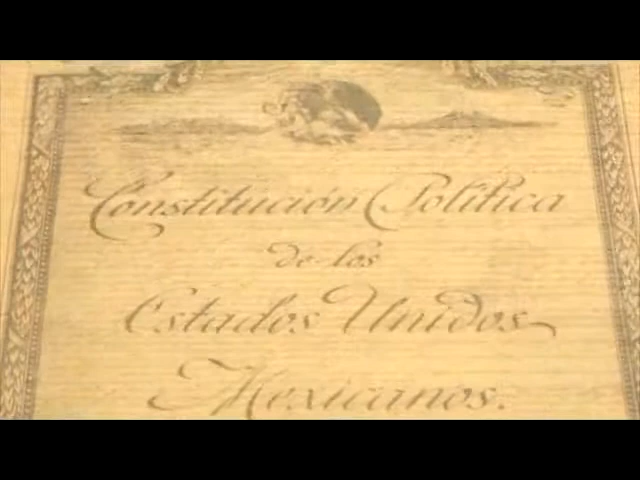 Constitución Política
de los
Estados Unidos
Mexicanos.